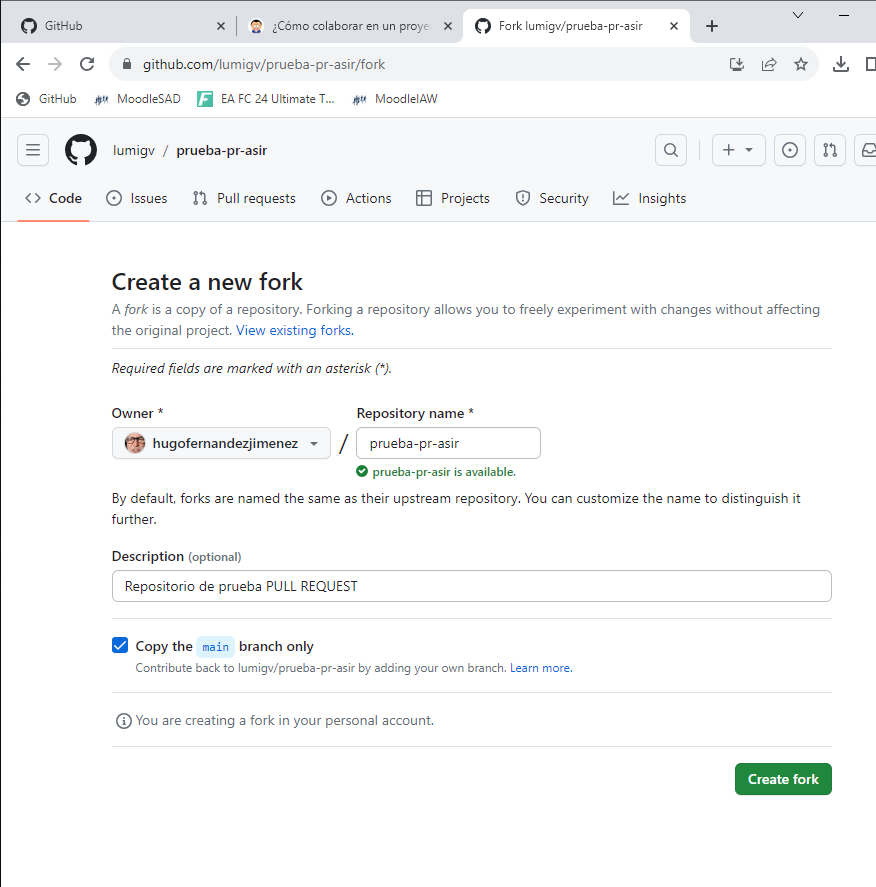 GitHub
¿Cómo colaborar en un proye
Fork lumigv/prueba-pr-asir
github.com/lumigv/prueba-pr-asir/fork
GitHub MoodleSAD EA FC 24 Ultimate T... MoodleIAW
lumigv / prueba-pr-asir
<> Code Issues Pull requests Actions Projects Security Insights
Create a new fork
A fork is a copy of a repository. Forking a repository allows you to freely experiment with changes without affecting
the original project. View existing forks.
Required fields are marked with an asterisk (*).
Owner * Repository name *
hugofernandezjimenez / prueba-pr-asir
prueba-pr-asir is available.
By default, forks are named the same as their upstream repository. You can customize the name to distinguish it
further.
Description (optional)
Repositorio de prueba PULL REQUEST
Copy the main branch only
Contribute back to lumigv/prueba-pr-asir by adding your own branch. Learn more.
You are creating a fork in your personal account.
Create fork